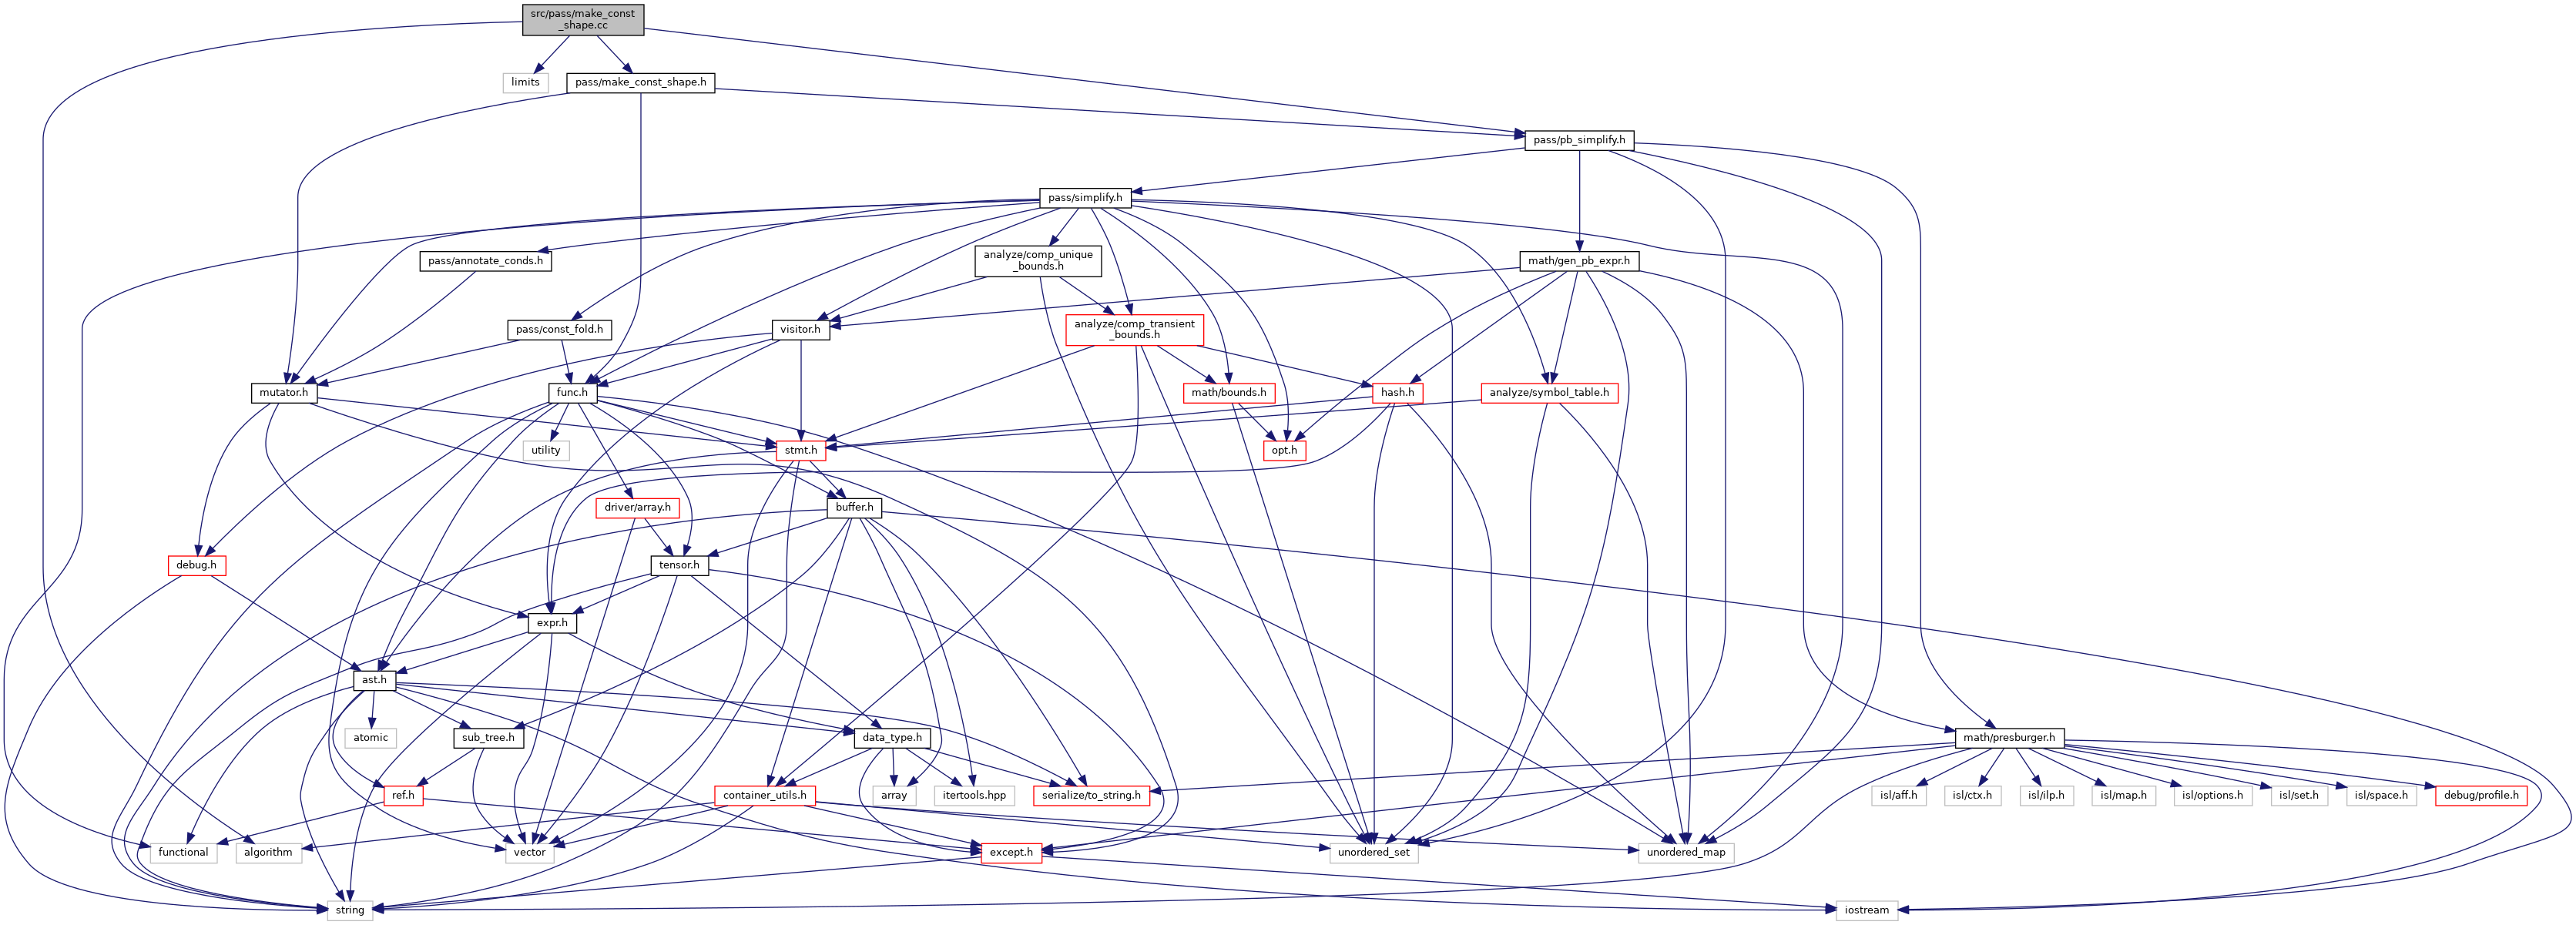 src/pass/make_const
_shape.cc
limits
pass/make_const_shape.h
pass/pb_simplify.h
pass/simplify.h
pass/annotate_conds.h
analyze/comp_unique
_bounds.h
math/gen_pb_expr.h
pass/const_fold.h
visitor.h
analyze/comp_transient
_bounds.h
mutator.h
func.h
math/bounds.h
hash.h
analyze/symbol_table.h
utility
stmt.h
opt.h
driver/array.h
buffer.h
debug.h
tensor.h
expr.h
ast.h
atomic
sub_tree.h
data_type.h
math/presburger.h
ref.h
container_utils.h
array
itertools.hpp
serialize/to_string.h
isl/aff.h
isl/ctx.h
isl/ilp.h
isl/map.h
isl/options.h
isl/set.h
isl/space.h
debug/profile.h
functional
algorithm
vector
except.h
unordered_set
unordered_map
string
iostream